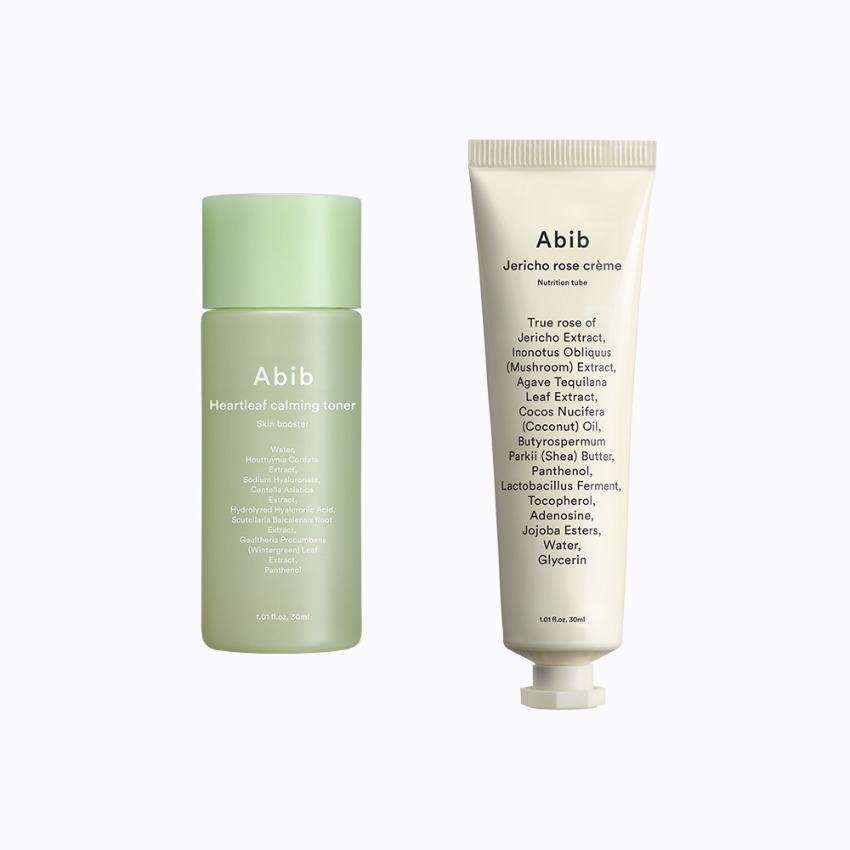 Abib
Heartleaf calming toner
Skin booster
Water,
Houttuynia Cordata
Extract,
Sodium Hyaluronate,
Centella Asiatica
Extract,
Hydrolyzed Hyaluronic Acid,
Scutellaria Baicalensis Root
Extract,
Gaultheria Procumbens
(Wintergreen) Leaf
Extract,
Panthenol
1.01 fl.oz. 30ml
Abib
Jericho rose crème
Nutrition tube
True rose of
Jericho Extract,
Inonotus Obliquus
(Mushroom) Extract,
Agave Tequilana
Leaf Extract,
Cocos Nucifera
(Coconut) Oil,
Butyrospermum
Parkii (Shea) Butter,
Panthenol,
Lactobacillus Ferment,
Tocopherol,
Adenosine,
Jojoba Esters,
Water,
Glycerin
1.01 fl.oz. 30ml